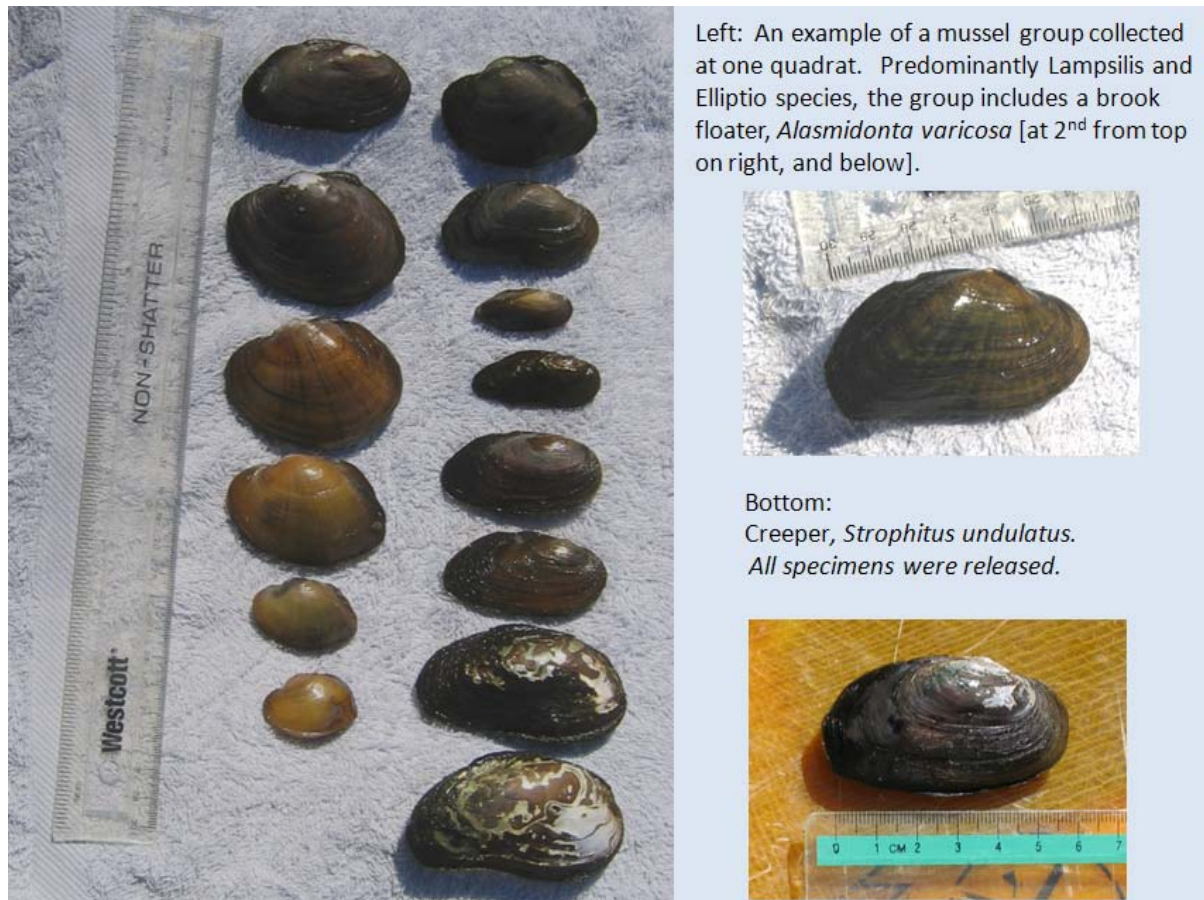 Left: An example of a mussel group collected
at one quadrat. Predominantly Lampsilis and
Elliptio species, the group includes a brook
floater, Alasmidonta varicosa [at 2nd from top
on right, and below].
NON-SHATTER
Westcott
Bottom:
Creeper, Strophitus undulatus.
All specimens were released.
0 1 CM 2 3 4 5 6 7